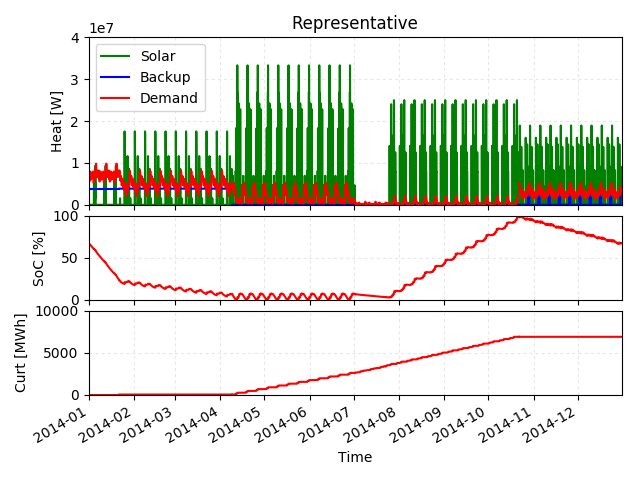 Representative
1e7
4
3
2
1
0
Heat [W]
Solar
Backup
Demand
100
50
0
SoC [%]
10000
5000
0
Curt [MWh]
2014-01
2014-02
2014-03
2014-04
2014-05
2014-06
2014-07
2014-08
2014-09
2014-10
2014-11
2014-12
Time